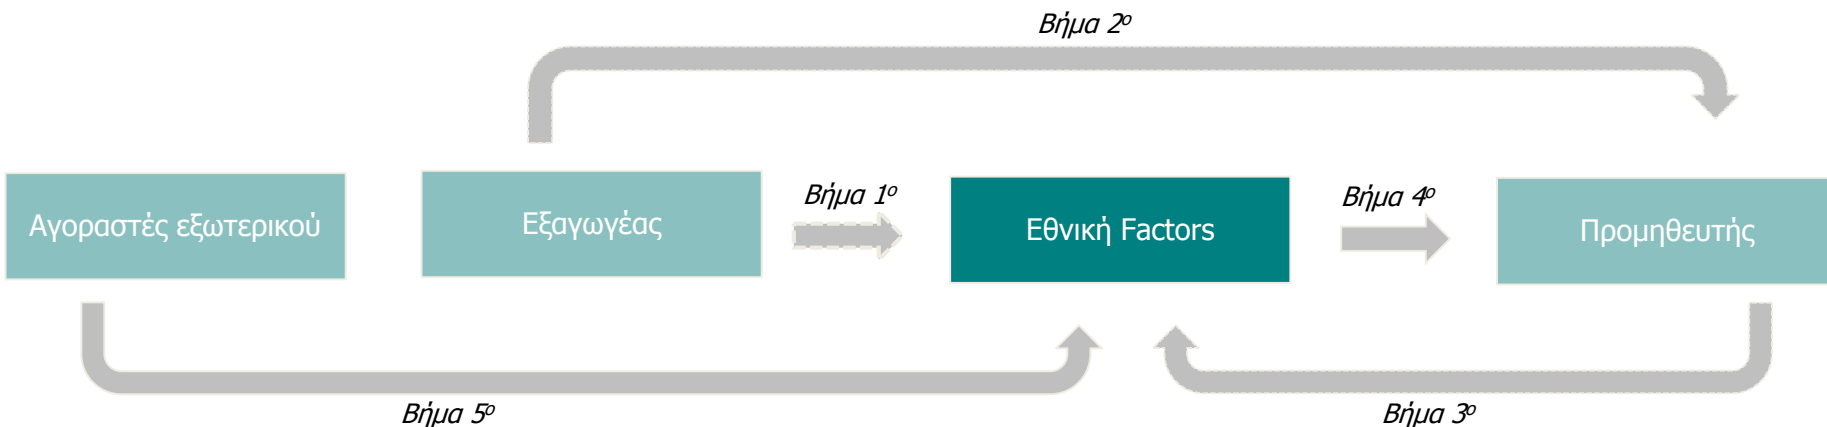 Βήμα 2ο
Αγοραστές εξωτερικού
Εξαγωγέας
Βήμα 1ο
Εθνική Factors
Βήμα 4ο
Προμηθευτής
Βήμα 5ο
Βήμα 3ο